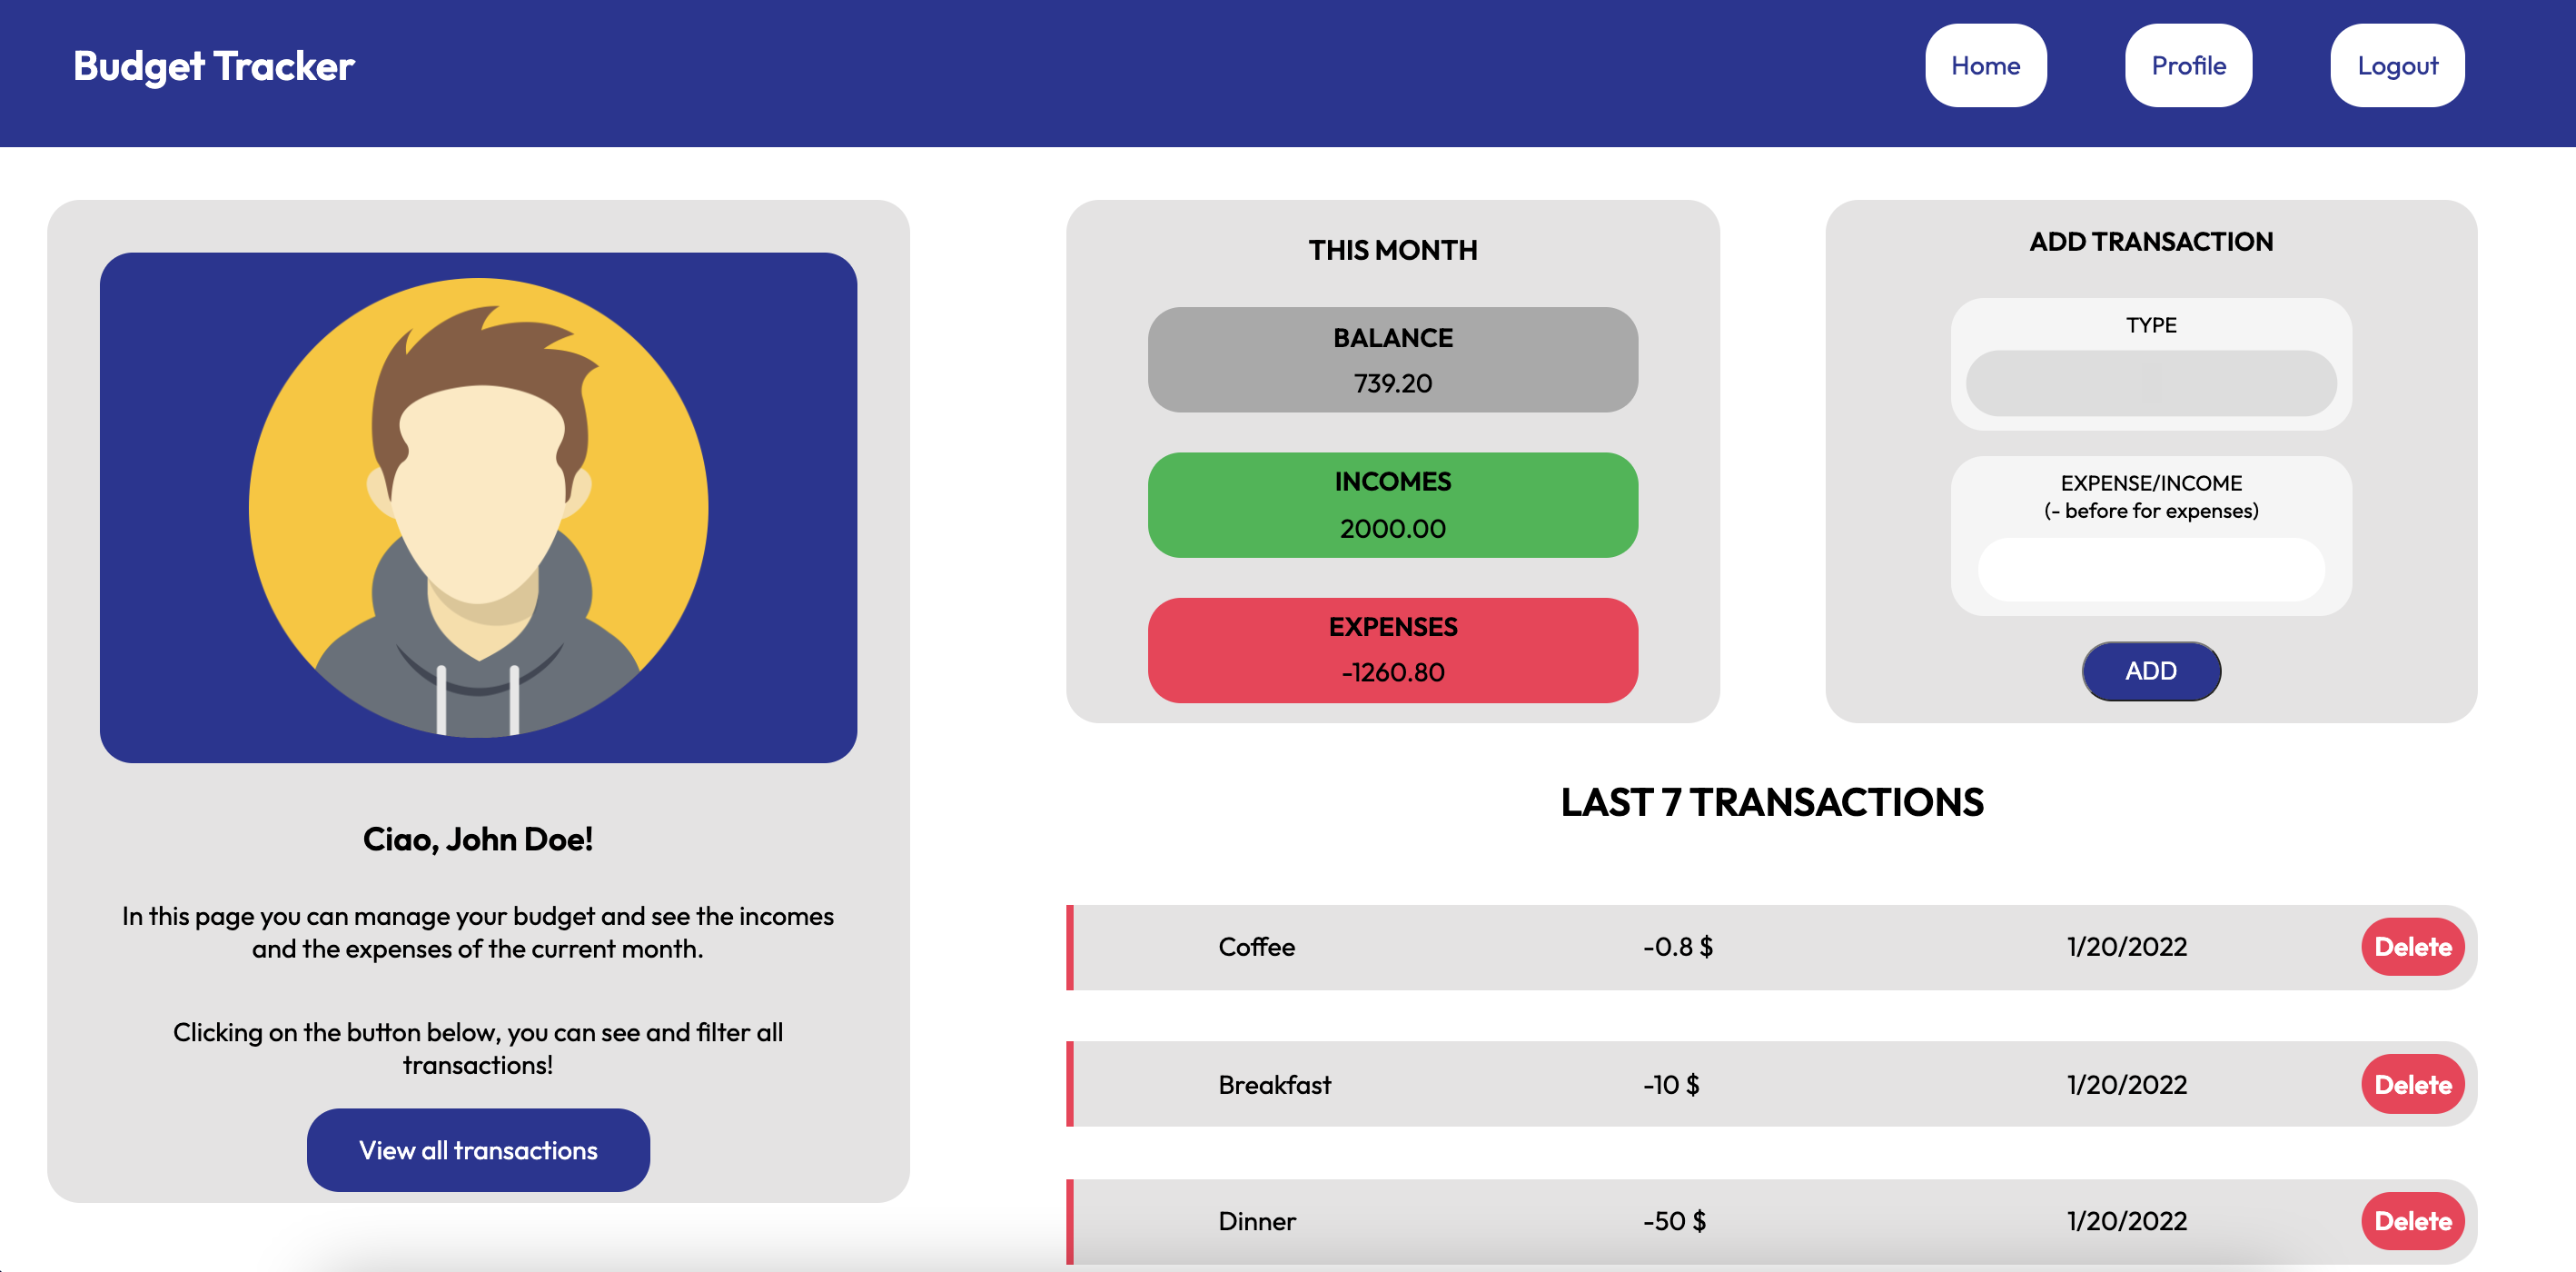 Budget Tracker
Home
Profile
Logout
Ciao, John Doe!
In this page you can manage your budget and see the incomes
and the expenses of the current month.
Clicking on the button below, you can see and filter all
transactions!
View all transactions
THIS MONTH
BALANCE
739.20
INCOMES
2000.00
EXPENSES
-1260.80
ADD TRANSACTION
TYPE
EXPENSE/INCOME
(- before for expenses)
ADD
LAST 7 TRANSACTIONS
Coffee -0.8 $ 1/20/2022 Delete
Breakfast -10 $ 1/20/2022 Delete
Dinner -50 $ 1/20/2022 Delete